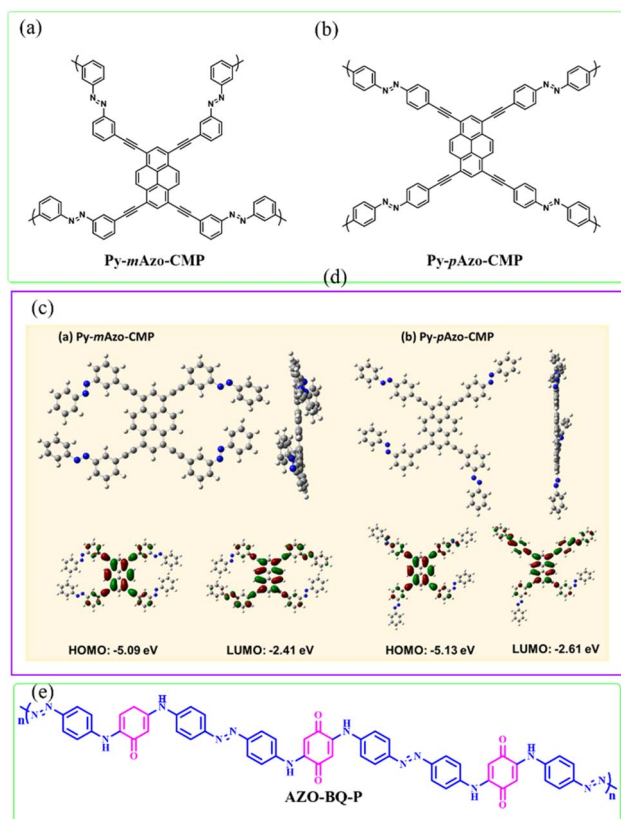 (a)
(b)
N=N
N=N
N=N
N=N
N=N
N=N
N=N
N=N
Py-mAzo-CMP
Py-pAzo-CMP
(d)
(c)
(a) Py-mAzo-CMP
(b) Py-pAzo-CMP
HOMO: -5.09 eV
LUMO: -2.41 eV
HOMO: -5.13 eV
LUMO: -2.61 eV
(e)
n
N=N
N
H
O
H
N
N=N
N
H
O
O
H
N
N=N
N
H
O
O
H
N
N=N
n
AZO-BQ-P